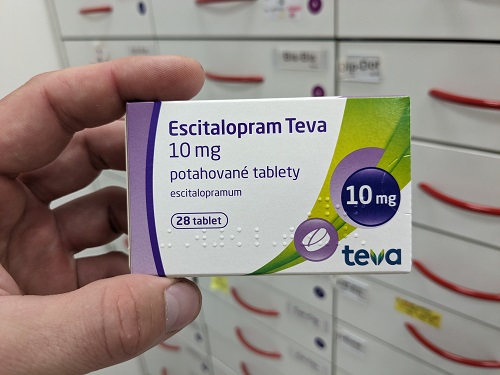 Escitalopram Teva
10 mg
potahované tablety
escitalopramum
28 tablet
10 mg
teva